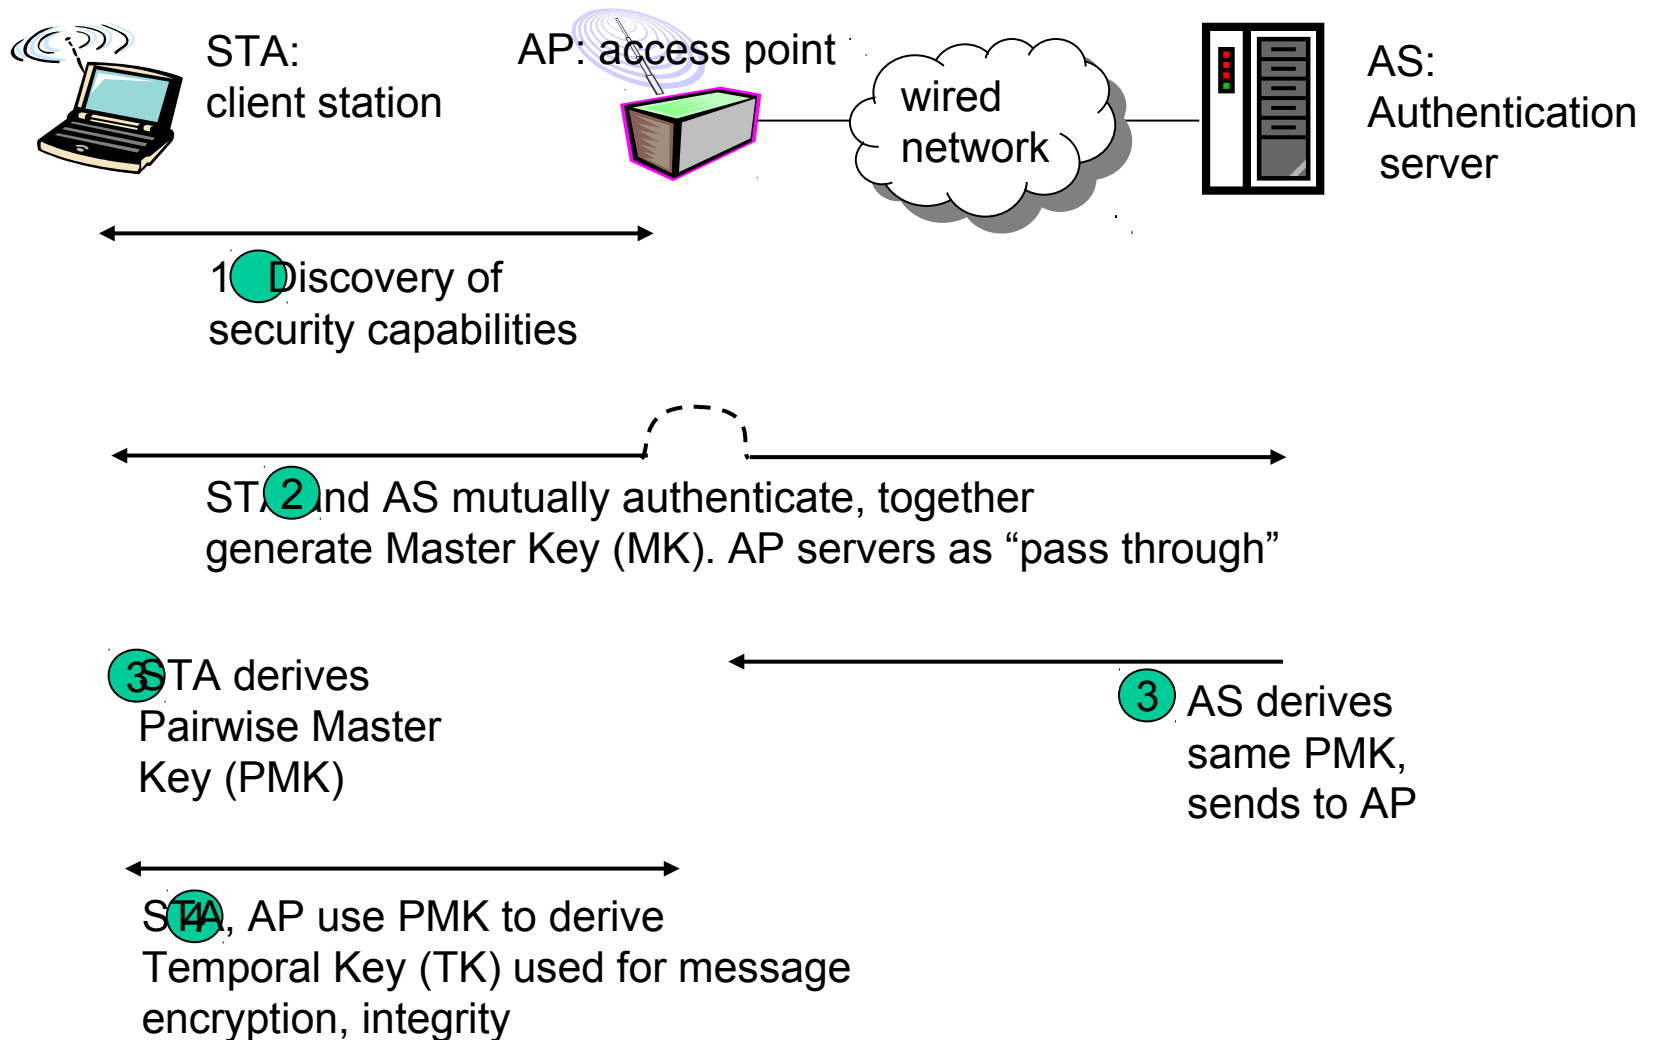 STA:
client station
AP: access point
wired
network
AS:
Authentication
server
1 Discovery of
security capabilities
2
STA and AS mutually authenticate, together
generate Master Key (MK). AP servers as “pass through”
3
STA derives
Pairwise Master
Key (PMK)
3
AS derives
same PMK,
sends to AP
4
STA, AP use PMK to derive
Temporal Key (TK) used for message
encryption, integrity